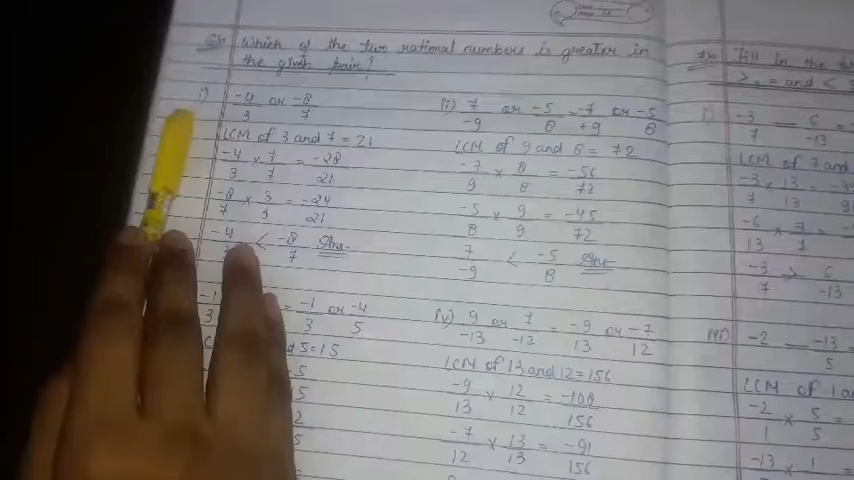 which of the two rational numbers is greater in
the given pair?
i) -4/3 or -8/7
LCM of 3 and 7 = 21
-4/3 × 7/7 = -28/21
-8/7 × 3/3 = -24/21
-4/3 < -8/7 Ans
-1/3 or -4/5
5 = 15
(ii) 7/-9 or -5/8 = -7/+9 or -5/8
LCM of 9 and 8 = 72
-7/9 × 8/8 = -56/72
-5/8 × 9/9 = -45/72
7/-9 < -5/8 Ans
iv) 9/-13 or 7/-12 = -9/13 or -7/12
LCM of 13 and 12 = 156
-9/13 × 12/12 = -108/156
-7/12 × 13/13 = -91/156
Fill in the
>, = and <
i) -3/7 __ 6/-13
LCM of 7 and
-3/7 × 13/13 =
-6/13 × 7/7 =
-3/7 > 6/-13
-2 __ -13/5
LCM of 1 a
-2/1 × 5/5 =
-13 × 1